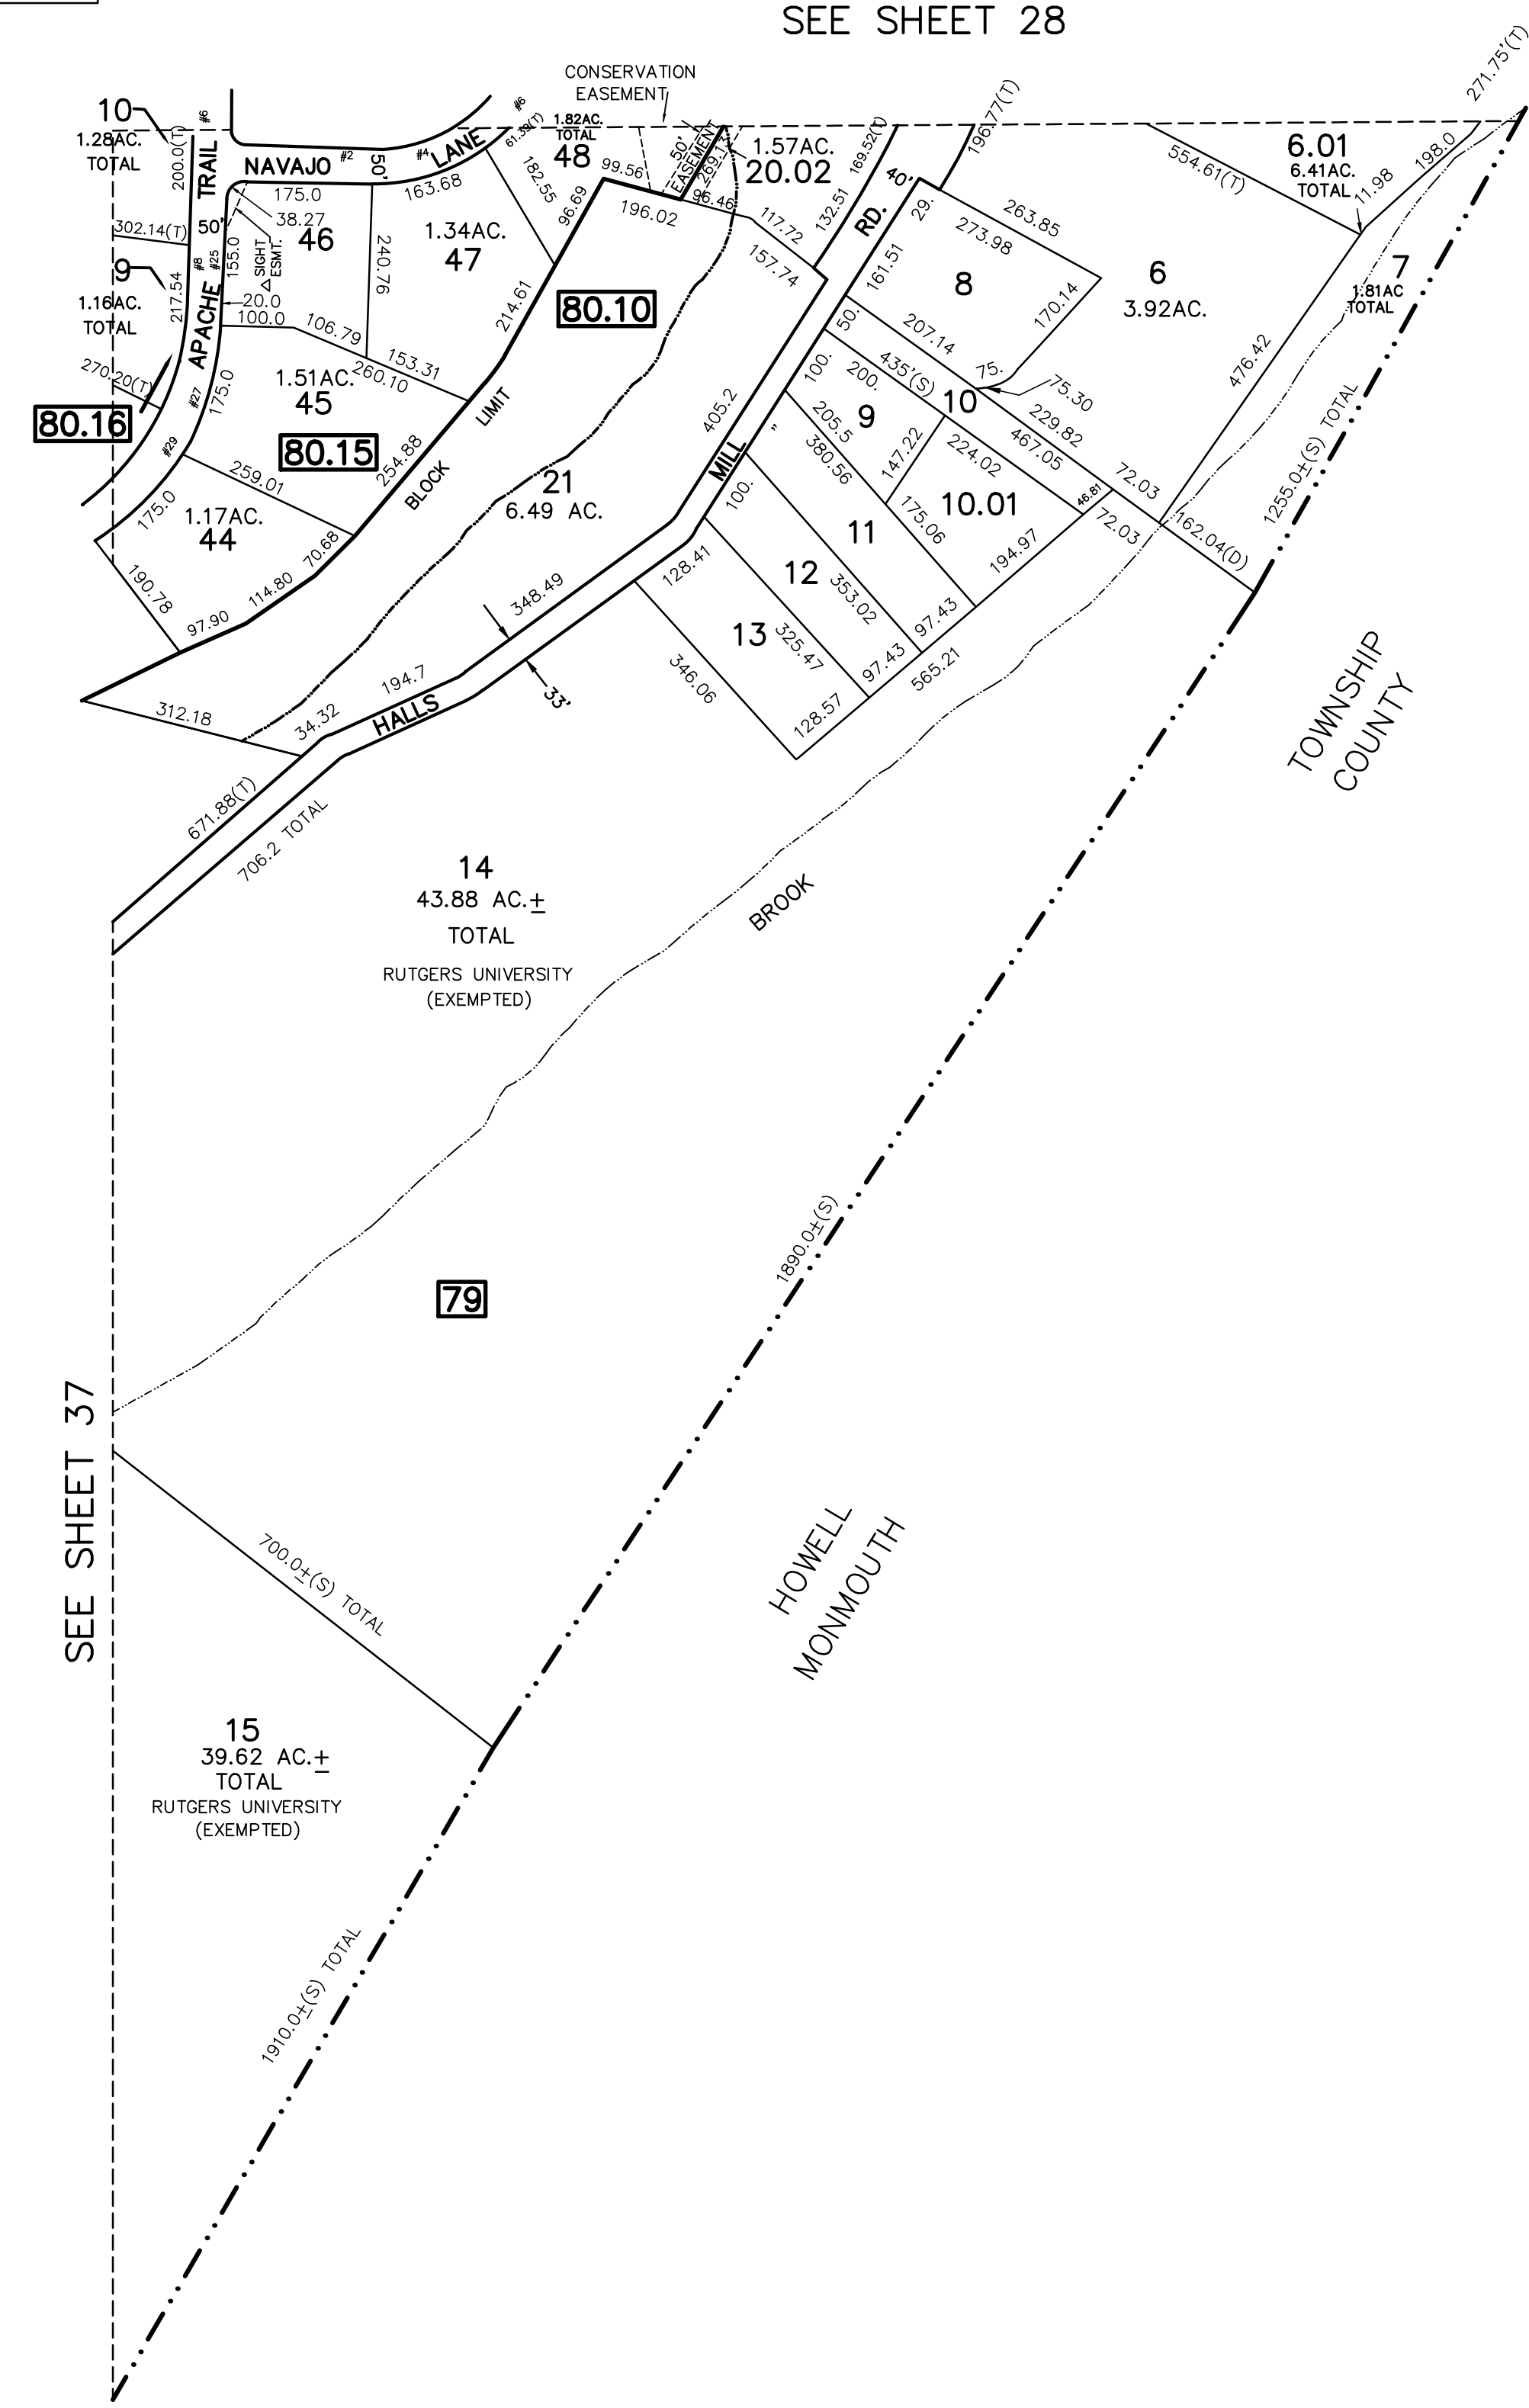 SEE SHEET 28
271.75'(T)
CONSERVATION
EASEMENT
10
#6
1.28AC.
TOTAL
200.0(T)
TRAIL
NAVAJO
#2
50'
#4
LANE
#6
61.39(T)
1.82AC.
TOTAL
48
182.55
99.56
50'
EASEMENT
269.13
96.46
1.57AC.
20.02
169.52(T)
196.77(T)
554.61(T)
6.01
6.41AC.
TOTAL
11.98
198.0
175.0
163.68
38.27
50'
46
302.14(T)
9
1.16AC.
TOTAL
217.54
#8
#25
155.0
SIGHT
ESMT.
240.76
1.34AC.
47
96.69
196.02
117.72
132.51
40'
RD.
29.
157.74
161.51
263.85
273.98
8
170.14
6
3.92AC.
7
1.81AC
TOTAL
20.0
100.0
106.79
153.31
260.10
214.61
80.10
APACHE
270.20(T)
#27
175.0
1.51AC.
45
80.16
80.15
LIMIT
BLOCK
254.88
#29
259.01
175.0
1.17AC.
44
190.78
70.68
114.80
97.90
21
6.49 AC.
405.2
MILL
50.
207.14
75.
75.30
476.42
1255.0±(S) TOTAL
435'(S)
100.
200.
10
229.82
9
205.5
380.56
147.22
224.02
467.05
72.03
46.81
72.03
162.04(D)
"
100.
10.01
175.06
194.97
11
12
353.02
128.41
13
325.47
97.43
97.43
565.21
346.06
128.57
348.49
33'
194.7
HALLS
34.32
312.18
671.88(T)
706.2 TOTAL
TOWNSHIP
COUNTY
14
43.88 AC.±
TOTAL
RUTGERS UNIVERSITY
(EXEMPTED)
BROOK
1890.0±(S)
79
SEE SHEET 37
700.0±(S) TOTAL
HOWELL
MONMOUTH
15
39.62 AC.±
TOTAL
RUTGERS UNIVERSITY
(EXEMPTED)
1910.0±(S) TOTAL